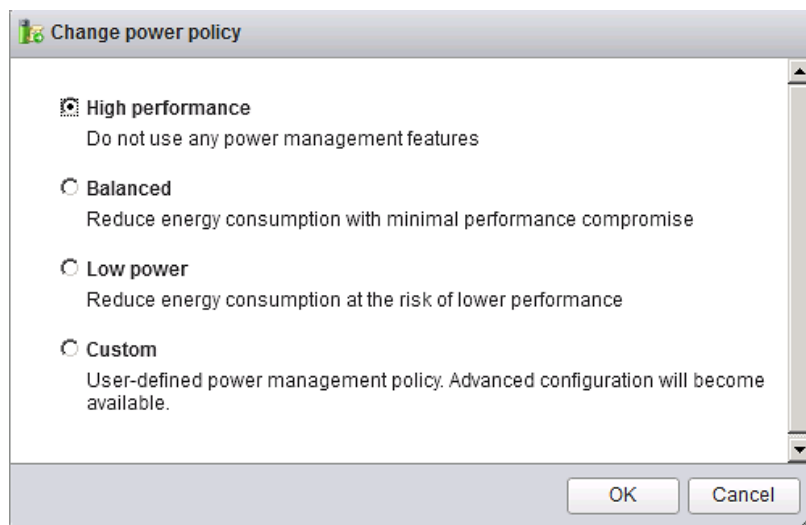 Change power policy
High performance
Do not use any power management features
Balanced
Reduce energy consumption with minimal performance compromise
Low power
Reduce energy consumption at the risk of lower performance
Custom
User-defined power management policy. Advanced configuration will become
available.
OK Cancel